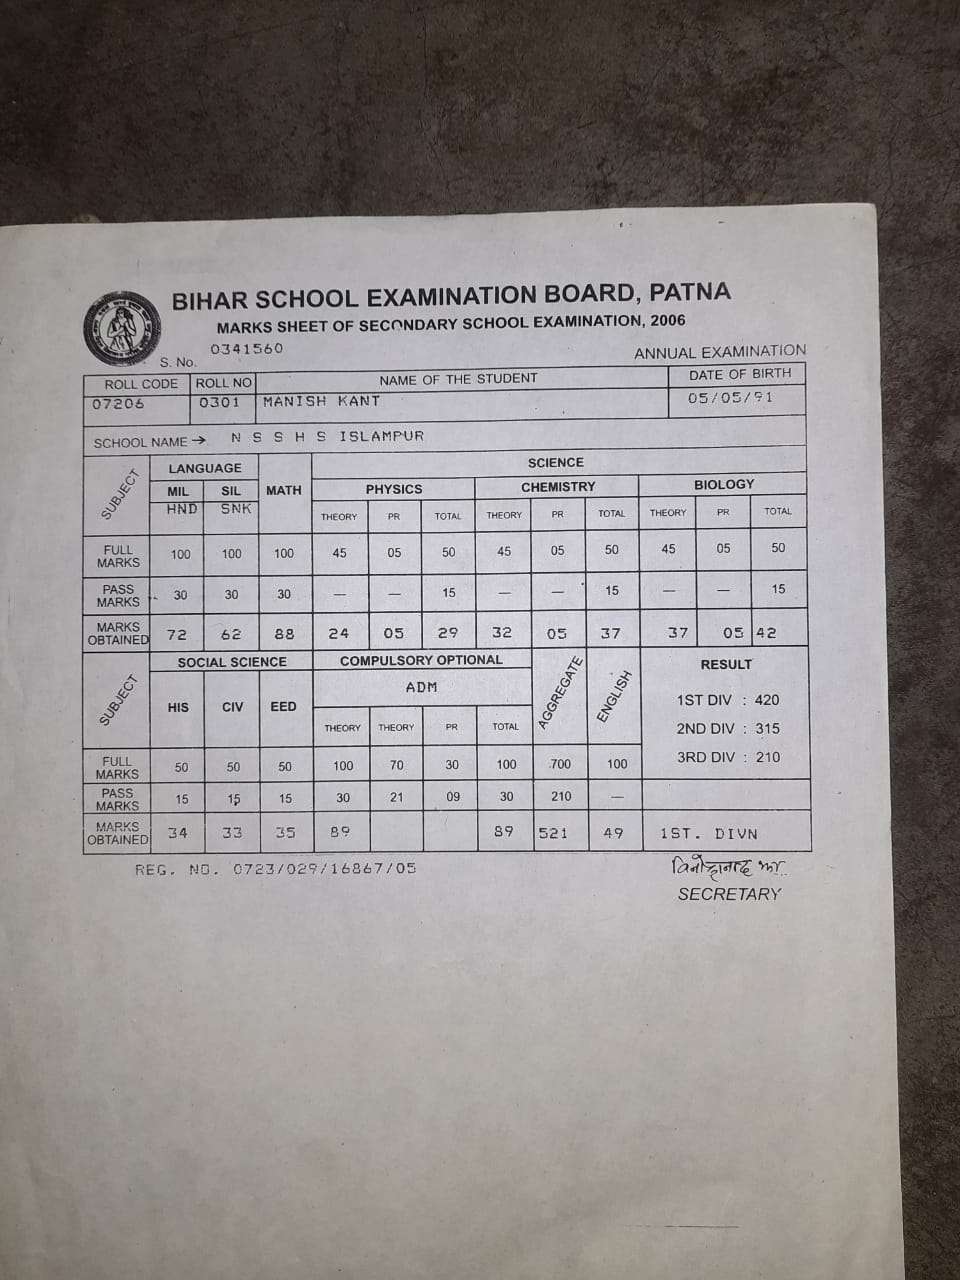 BIHAR SCHOOL EXAMINATION BOARD, PATNA
MARKS SHEET OF SECONDARY SCHOOL EXAMINATION, 2006
S. No. 0341560
ANNUAL EXAMINATION
ROLL CODE ROLL NO NAME OF THE STUDENT DATE OF BIRTH
07206 0301 MANISH KANT 05/05/91
SCHOOL NAME → N S S H S ISLAMPUR
SUBJECT LANGUAGE MATH SCIENCE
MIL SIL PHYSICS CHEMISTRY BIOLOGY
HND SNK THEORY PR TOTAL THEORY PR TOTAL THEORY PR TOTAL
FULL MARKS 100 100 100 45 05 50 45 05 50 45 05 50
PASS MARKS 30 30 30 — — 15 — — 15 — — 15
MARKS OBTAINED 72 62 88 24 05 29 32 05 37 37 05 42
SUBJECT SOCIAL SCIENCE COMPULSORY OPTIONAL AGGREGATE ENGLISH RESULT
ADM
HIS CIV EED THEORY THEORY PR TOTAL
1ST DIV : 420
2ND DIV : 315
3RD DIV : 210
FULL MARKS 50 50 50 100 70 30 100 700 100
PASS MARKS 15 15 15 30 21 09 30 210 —
MARKS OBTAINED 34 33 35 89 89 521 49 1ST. DIVN
REG. NO. 0723/029/16867/05
SECRETARY